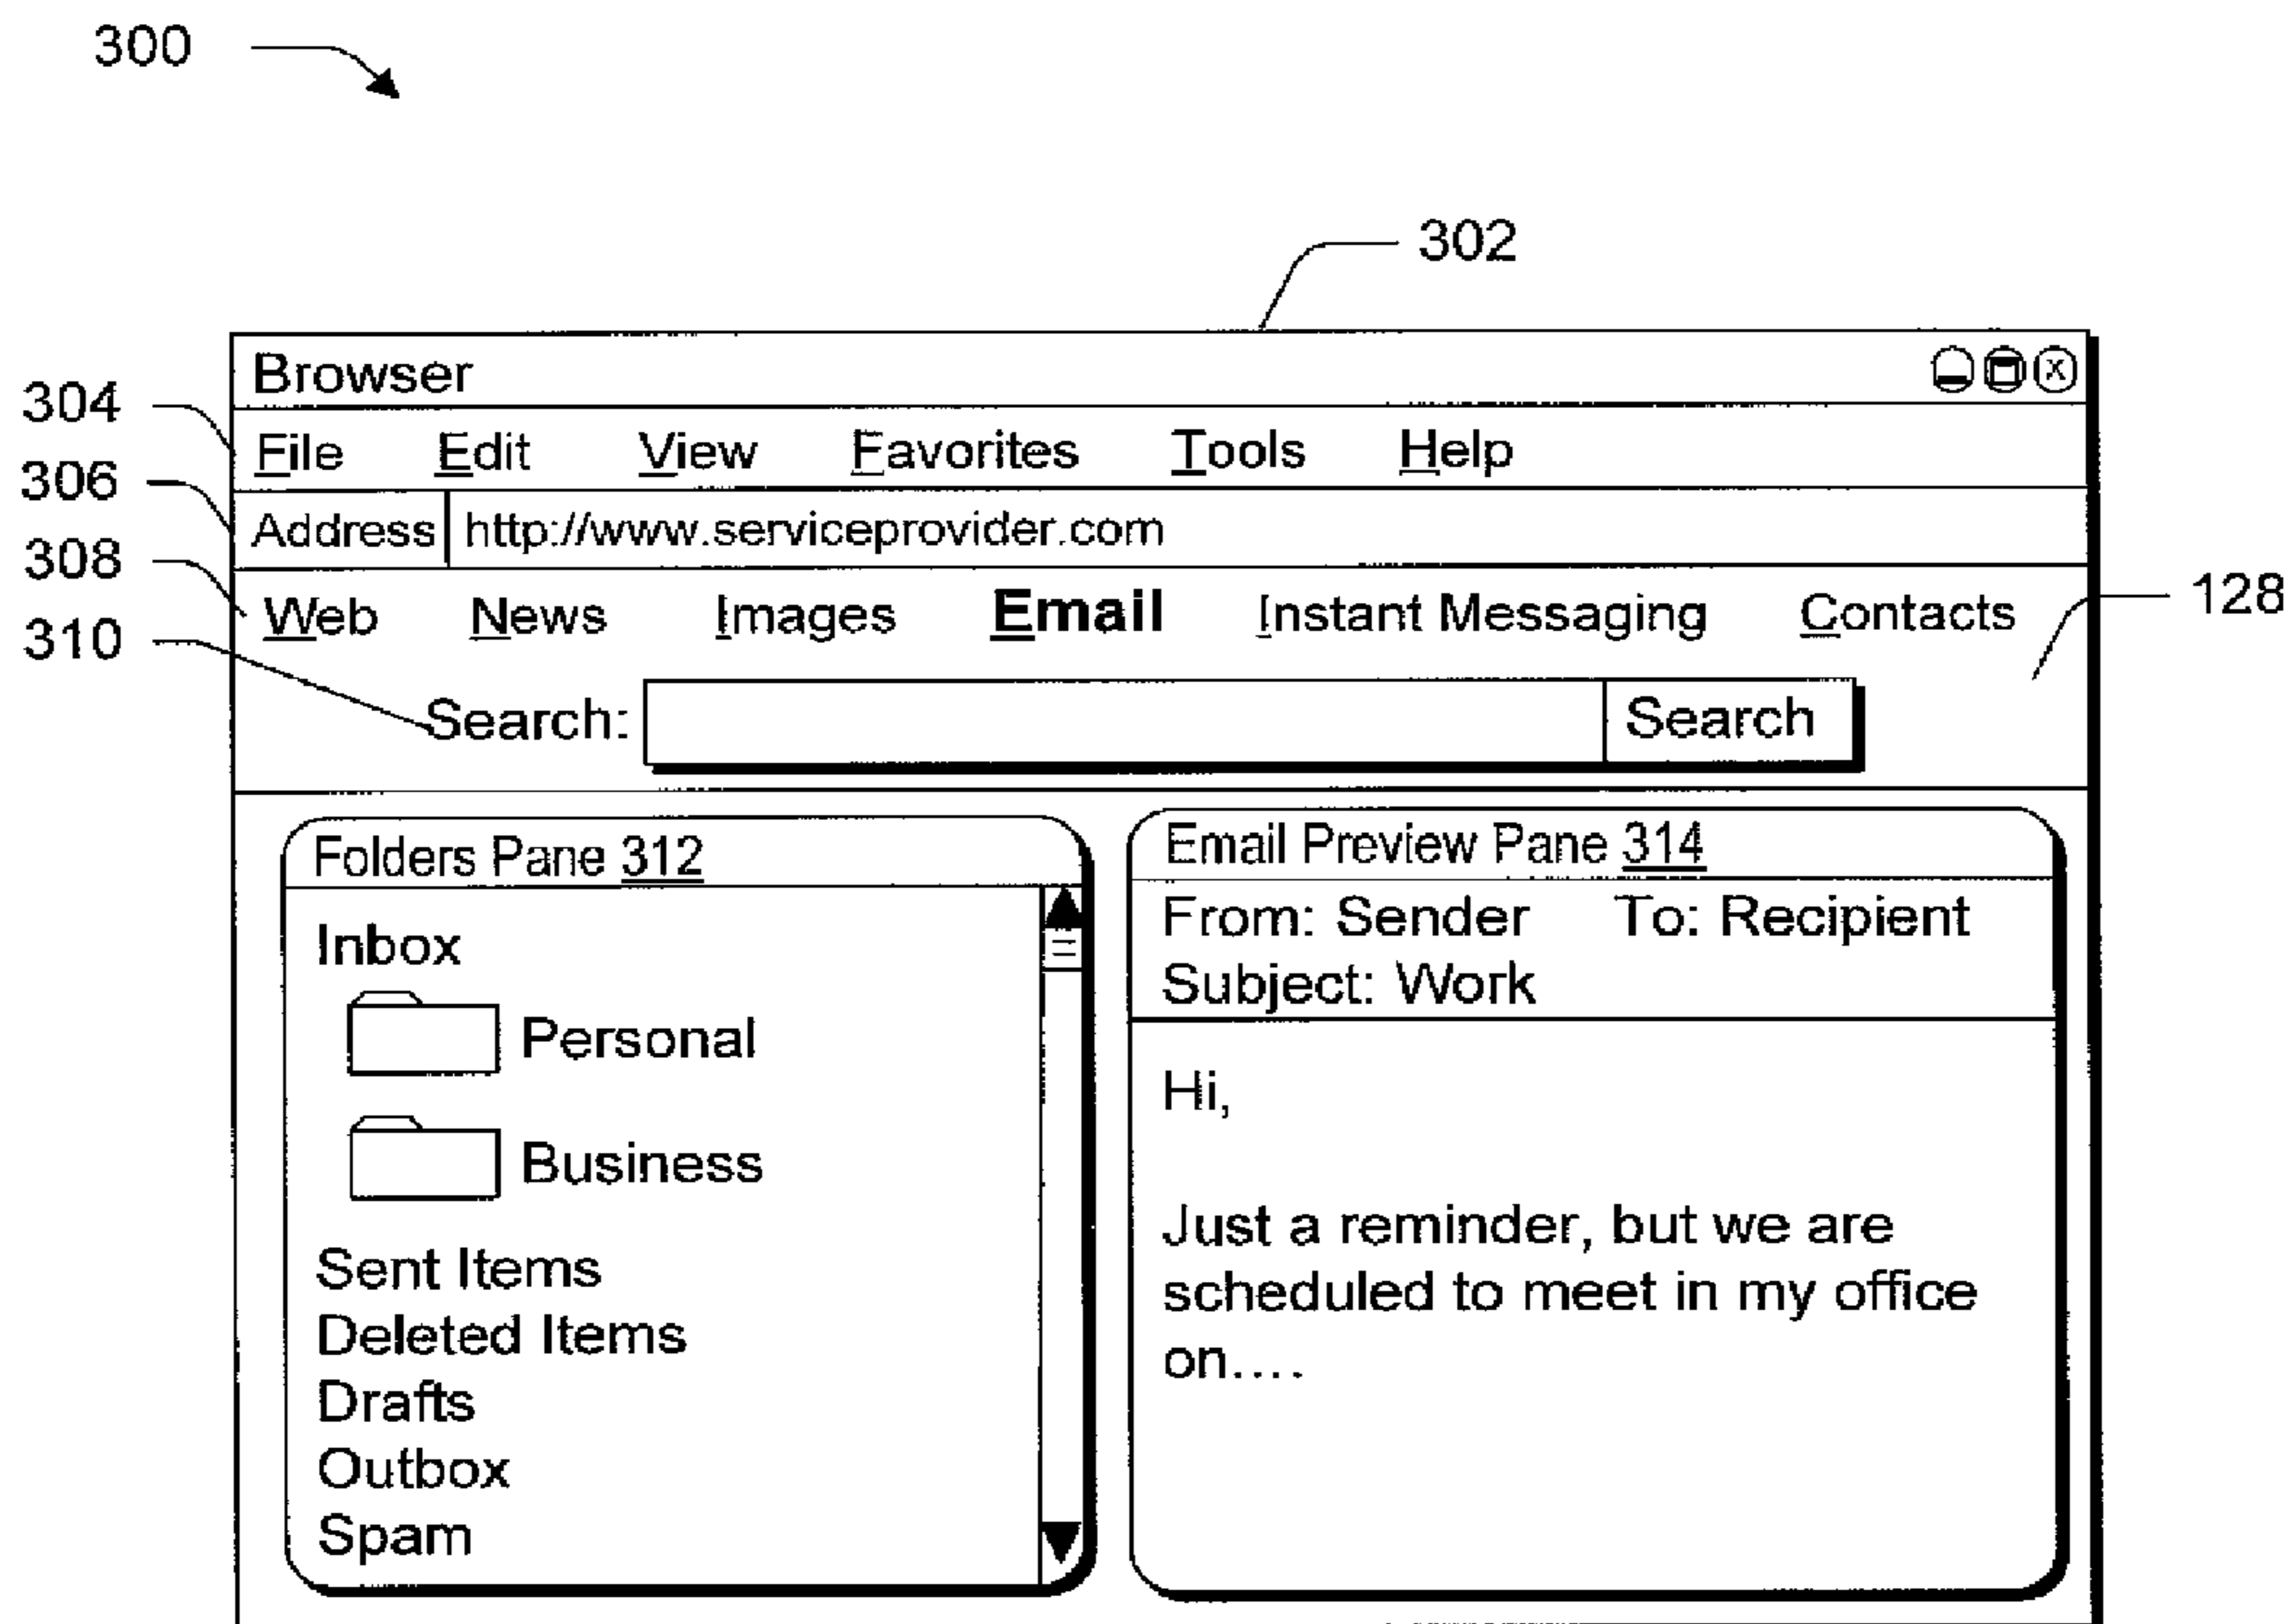 300
302
Browser
304
File Edit View Favorites Tools Help
306
Address http://www.serviceprovider.com
308
Web News Images Email Instant Messaging Contacts
128
310
Search: Search
Folders Pane 312
Inbox
Personal
Business
Sent Items
Deleted Items
Drafts
Outbox
Spam
Email Preview Pane 314
From: Sender To: Recipient
Subject: Work
Hi,
Just a reminder, but we are
scheduled to meet in my office
on....